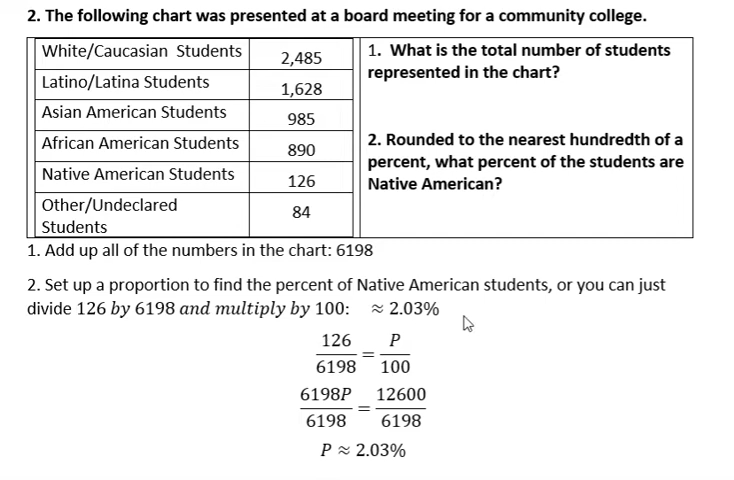 2. The following chart was presented at a board meeting for a community college.
White/Caucasian Students 2,485
Latino/Latina Students 1,628
Asian American Students 985
African American Students 890
Native American Students 126
Other/Undeclared
Students 84
1. What is the total number of students
represented in the chart?
2. Rounded to the nearest hundredth of a
percent, what percent of the students are
Native American?
1. Add up all of the numbers in the chart: 6198
2. Set up a proportion to find the percent of Native American students, or you can just
divide 126 by 6198 and multiply by 100: ≈ 2.03%
126/6198 = P/100
6198P/6198 = 12600/6198
P ≈ 2.03%